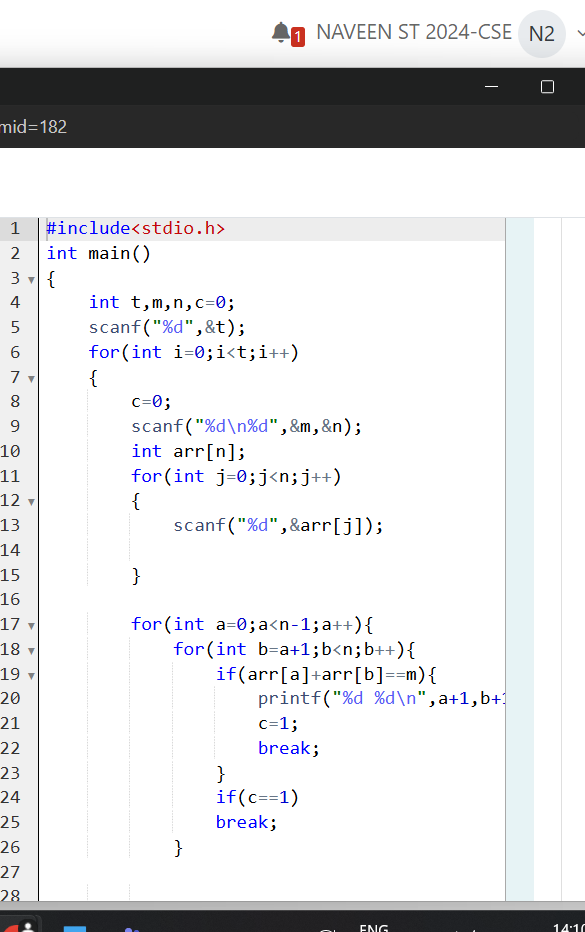 1 NAVEEN ST 2024-CSE N2
mid=182
1 #include<stdio.h>
2 int main()
3 {
4 int t,m,n,c=0;
5 scanf("%d",&t);
6 for(int i=0;i<t;i++)
7 {
8 c=0;
9 scanf("%d\n%d",&m,&n);
10 int arr[n];
11 for(int j=0;j<n;j++)
12 {
13 scanf("%d",&arr[j]);
14
15 }
16
17 for(int a=0;a<n-1;a++){
18 for(int b=a+1;b<n;b++){
19 if(arr[a]+arr[b]==m){
20 printf("%d %d\n",a+1,b+1
21 c=1;
22 break;
23 }
24 if(c==1)
25 break;
26 }
27
28
ENG 14:10